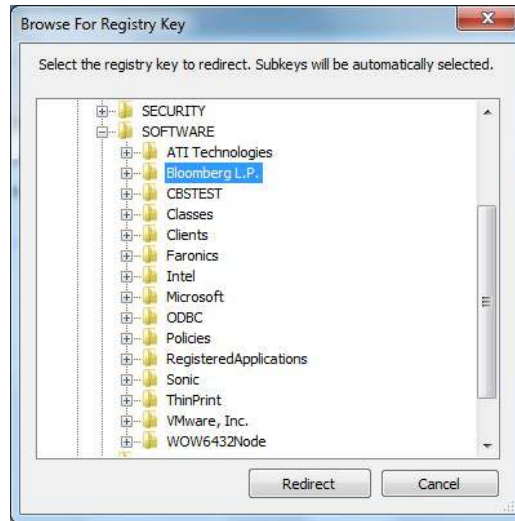 Browse For Registry Key
Select the registry key to redirect. Subkeys will be automatically selected.
SECURITY
SOFTWARE
ATI Technologies
Bloomberg L.P.
CBSTEST
Classes
Clients
Faronics
Intel
Microsoft
ODBC
Policies
RegisteredApplications
Sonic
ThinPrint
VMware, Inc.
WOW6432Node
Redirect Cancel